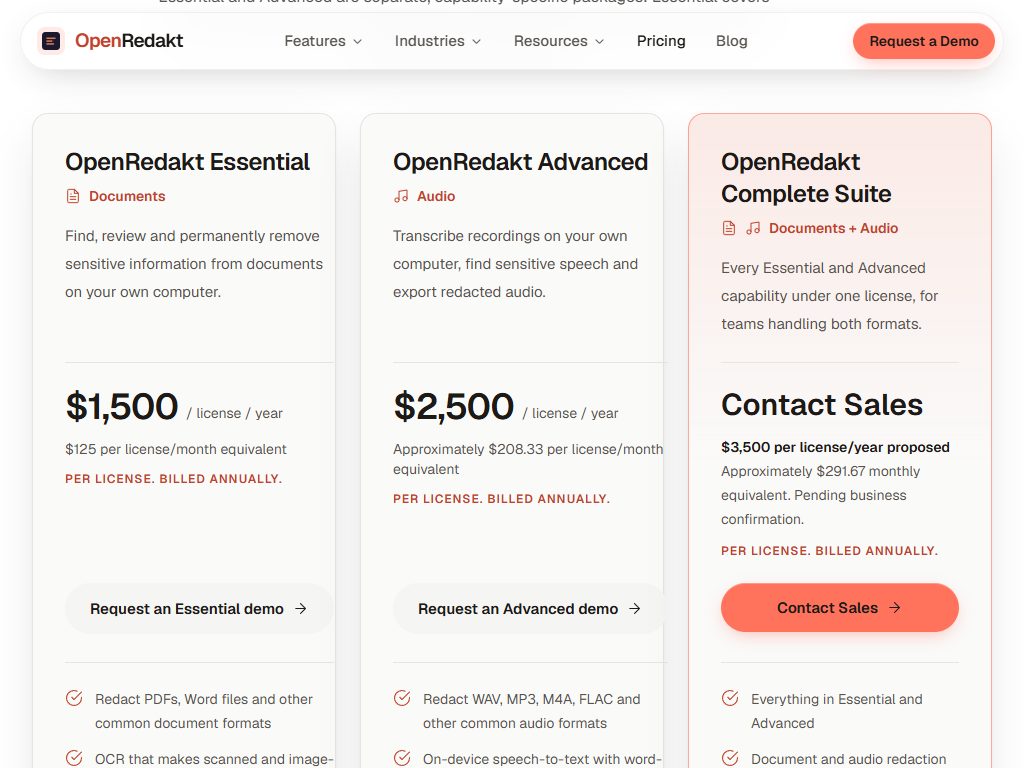 OpenRedakt
Features
Industries
Resources
Pricing
Blog
Request a Demo
OpenRedakt Essential
Documents
Find, review and permanently remove
sensitive information from documents
on your own computer.
$1,500 / license / year
$125 per license/month equivalent
PER LICENSE. BILLED ANNUALLY.
Request an Essential demo →
Redact PDFs, Word files and other
common document formats
OCR that makes scanned and image-
OpenRedakt Advanced
Audio
Transcribe recordings on your own
computer, find sensitive speech and
export redacted audio.
$2,500 / license / year
Approximately $208.33 per license/month
equivalent
PER LICENSE. BILLED ANNUALLY.
Request an Advanced demo →
Redact WAV, MP3, M4A, FLAC and
other common audio formats
On-device speech-to-text with word-
OpenRedakt
Complete Suite
Documents + Audio
Every Essential and Advanced
capability under one license, for
teams handling both formats.
Contact Sales
$3,500 per license/year proposed
Approximately $291.67 monthly
equivalent. Pending business
confirmation.
PER LICENSE. BILLED ANNUALLY.
Contact Sales →
Everything in Essential and
Advanced
Document and audio redaction